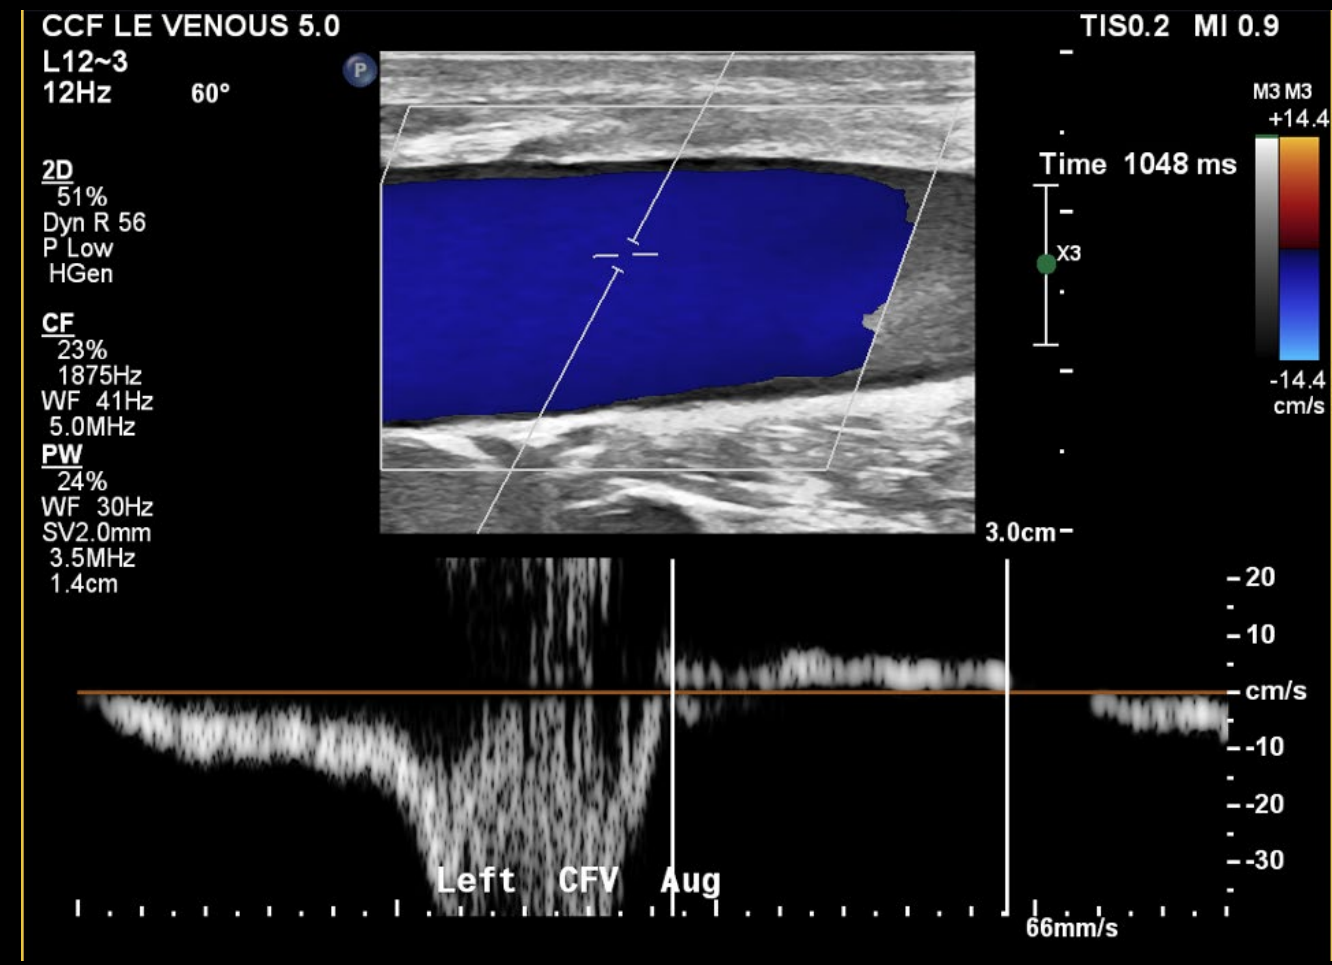 CCF LE VENOUS 5.0
TIS0.2 MI 0.9
L12~3
12Hz 60°
P
M3 M3
+14.4
Time 1048 ms
2D
51%
Dyn R 56
P Low
HGen
X3
CF
23%
1875Hz
WF 41Hz
5.0MHz
-14.4
cm/s
PW
24%
WF 30Hz
SV2.0mm
3.5MHz
1.4cm
3.0cm
20
10
cm/s
-10
-20
-30
Left CFV Aug
66mm/s